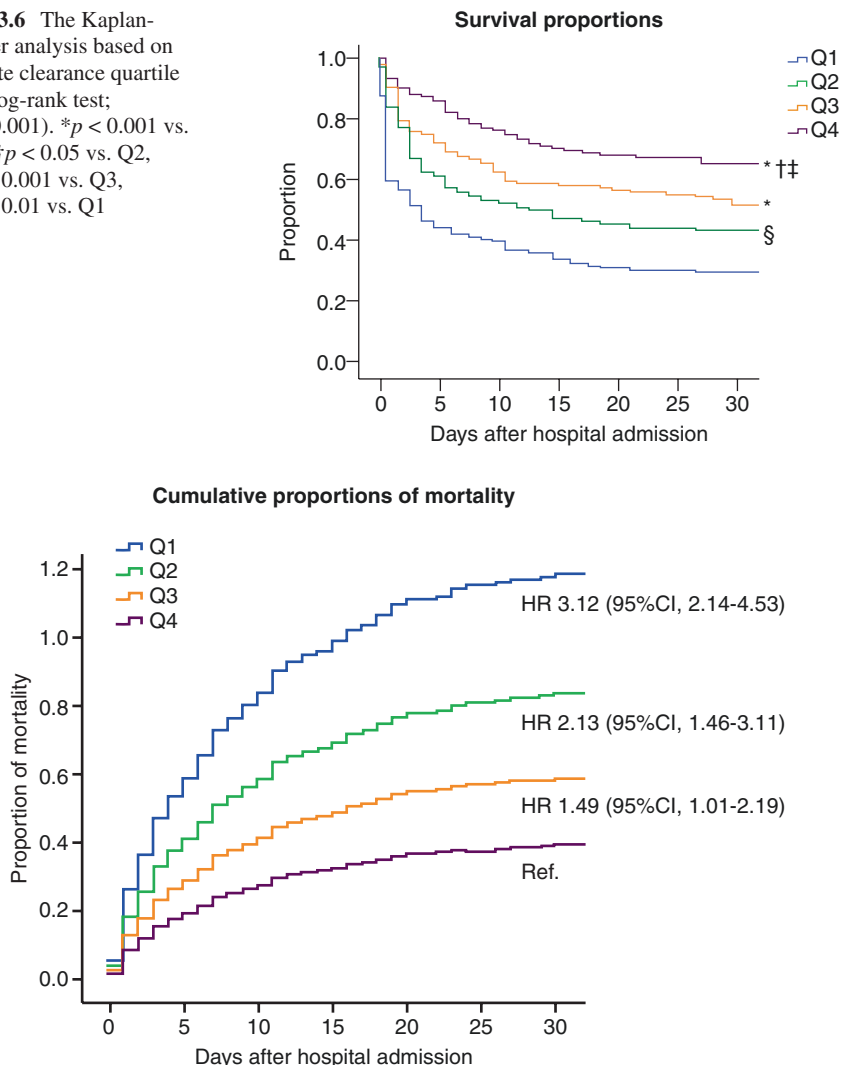 3.6 The Kaplan-
analysis based on
clearance quartile
test;
*p < 0.001 vs.
p < 0.05 vs. Q2,
0.001 vs. Q3,
0.01 vs. Q1
Survival proportions
Q1
Q2
Q3
Q4
1.0
0.8
0.6
0.4
0.2
0.0
Proportion
* †‡
*
§
0 5 10 15 20 25 30
Days after hospital admission
Cumulative proportions of mortality
Q1
Q2
Q3
Q4
1.2
1.0
0.8
0.6
0.4
0.2
0.0
Proportion of mortality
HR 3.12 (95%CI, 2.14-4.53)
HR 2.13 (95%CI, 1.46-3.11)
HR 1.49 (95%CI, 1.01-2.19)
Ref.
0 5 10 15 20 25 30
Days after hospital admission